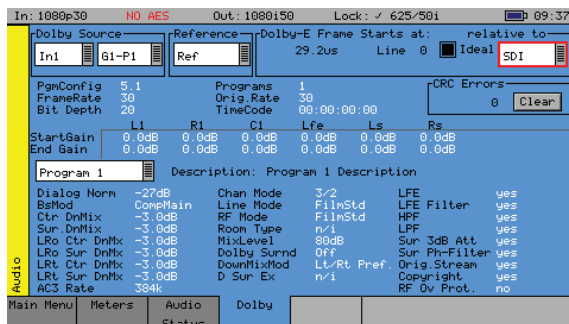 In: 1080p30 NO AES Out: 1080i50 Lock: ✓ 625/50i 09:37
Dolby Source Reference Dolby-E Frame Starts at: relative to
In1 G1-P1 Ref 29.2us Line 0 Ideal SDI
PgmConfig 5.1 Programs 1 CRC Errors
FrameRate 30 Orig.Rate 30 0 Clear
Bit Depth 20 TimeCode 00:00:00:00
L1 R1 C1 Lfe Ls Rs
StartGain 0.0dB 0.0dB 0.0dB 0.0dB 0.0dB 0.0dB
End Gain 0.0dB 0.0dB 0.0dB 0.0dB 0.0dB 0.0dB
Program 1 Description: Program 1 Description
Dialog Norm -27dB Chan Mode 3/2 LFE yes
BsMod CompMain Line Mode FilmStd LFE Filter yes
Ctr DnMix -3.0dB RF Mode FilmStd HPF yes
Sur.DnMix -3.0dB Room Type n/i LPF yes
LRo Ctr DnMx -3.0dB MixLevel 80dB Sur 3dB Att yes
LRo Sur DnMx -3.0dB Dolby Surnd Off Sur Ph-Filter yes
LRt Ctr DnMx -3.0dB DownMixMod Lt/Rt Pref. Orig.Stream yes
LRt Sur DnMx -3.0dB D Sur Ex n/i Copyright yes
AC3 Rate 384k RF Ov Prot. no
Audio
Main Menu Meters Audio Dolby
Status